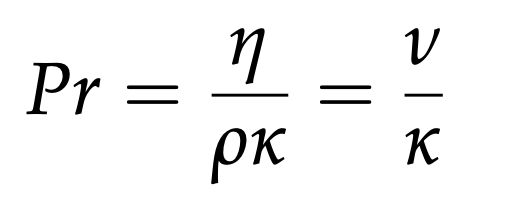 Pr = η/ρκ = ν/κ